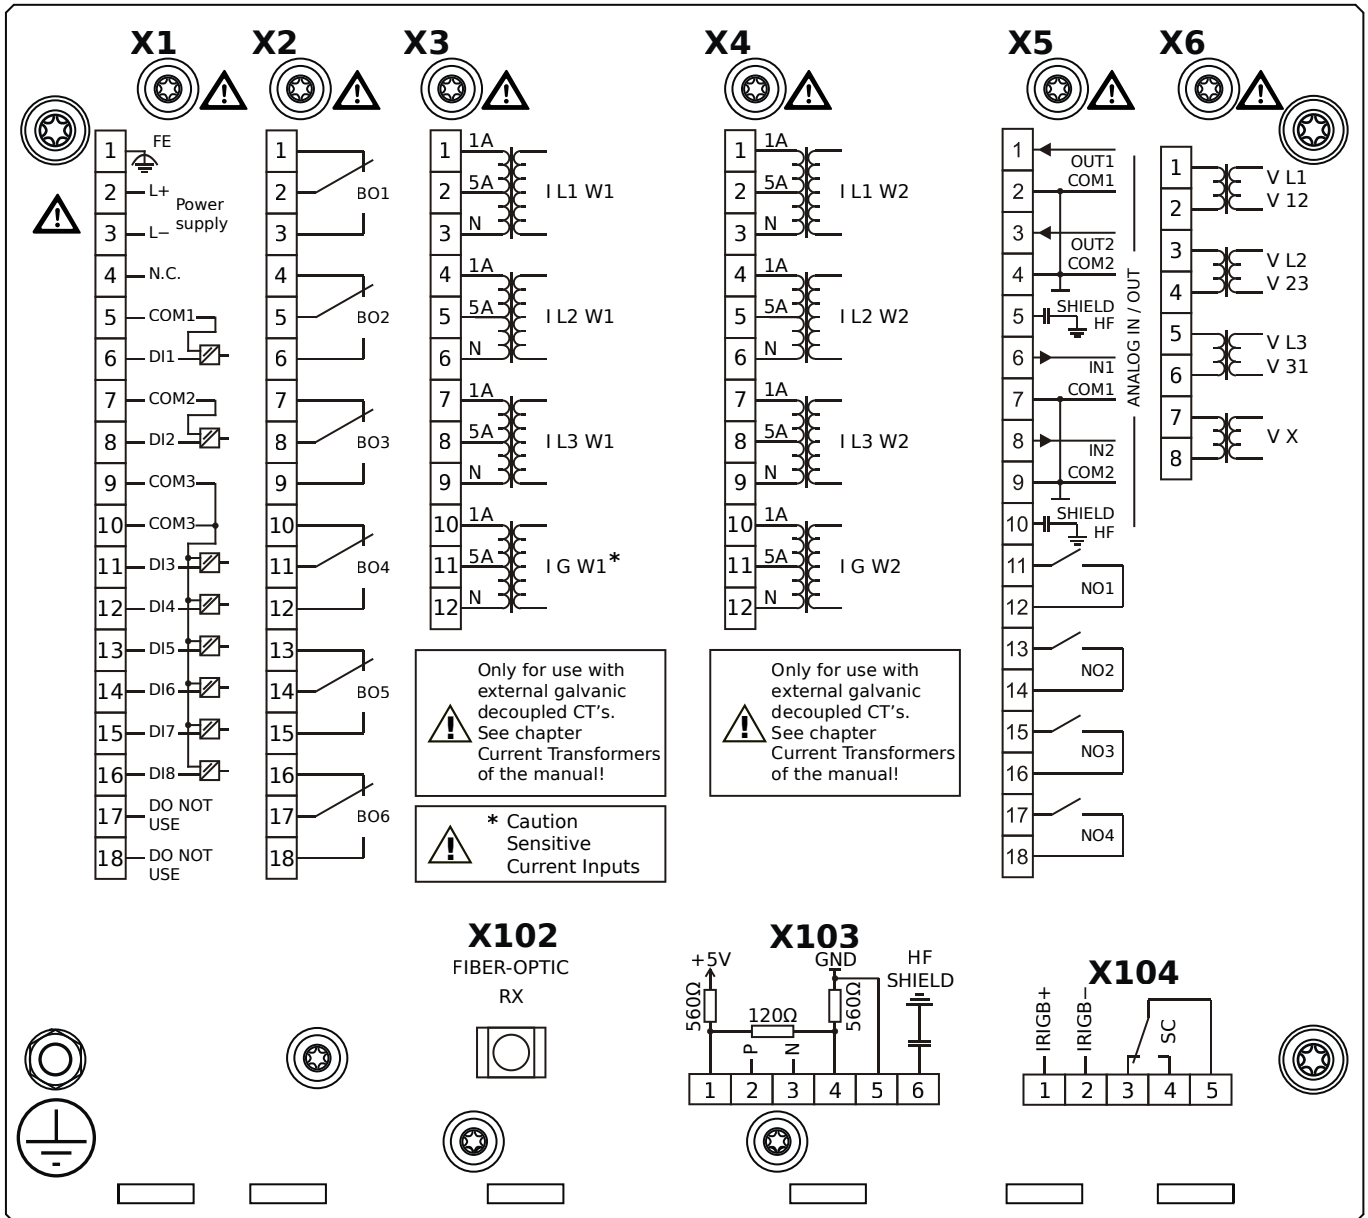 X1
X2
X3
X4
X5
X6
1 FE
2 L+
Power
supply
3 L−
4 N.C.
5 COM1
6 DI1
7 COM2
8 DI2
9 COM3
10 COM3
11 DI3
12 DI4
13 DI5
14 DI6
15 DI7
16 DI8
17 DO NOT
USE
18 DO NOT
USE
1
2 BO1
3
4
5 BO2
6
7
8 BO3
9
10
11 BO4
12
13
14 BO5
15
16
17 BO6
18
1 1A
2 5A I L1 W1
3 N
4 1A
5 5A I L2 W1
6 N
7 1A
8 5A I L3 W1
9 N
10 1A
11 5A I G W1*
12 N
Only for use with
external galvanic
decoupled CT's.
See chapter
Current Transformers
of the manual!
* Caution
Sensitive
Current Inputs
1 1A
2 5A I L1 W2
3 N
4 1A
5 5A I L2 W2
6 N
7 1A
8 5A I L3 W2
9 N
10 1A
11 5A I G W2
12 N
Only for use with
external galvanic
decoupled CT's.
See chapter
Current Transformers
of the manual!
1
OUT1
2 COM1
3
OUT2
4 COM2
5 SHIELD
HF
6
IN1
7 COM1
8
IN2
9 COM2
10 SHIELD
HF
ANALOG IN / OUT
11
NO1
12
13
NO2
14
15
NO3
16
17
NO4
18
1 V L1
2 V 12
3 V L2
4 V 23
5 V L3
6 V 31
7
V X
8
X102
FIBER-OPTIC
RX
X103
+5V
GND
HF
SHIELD
560Ω
120Ω
560Ω
P
N
1 2 3 4 5 6
X104
IRIGB+
IRIGB−
SC
1 2 3 4 5